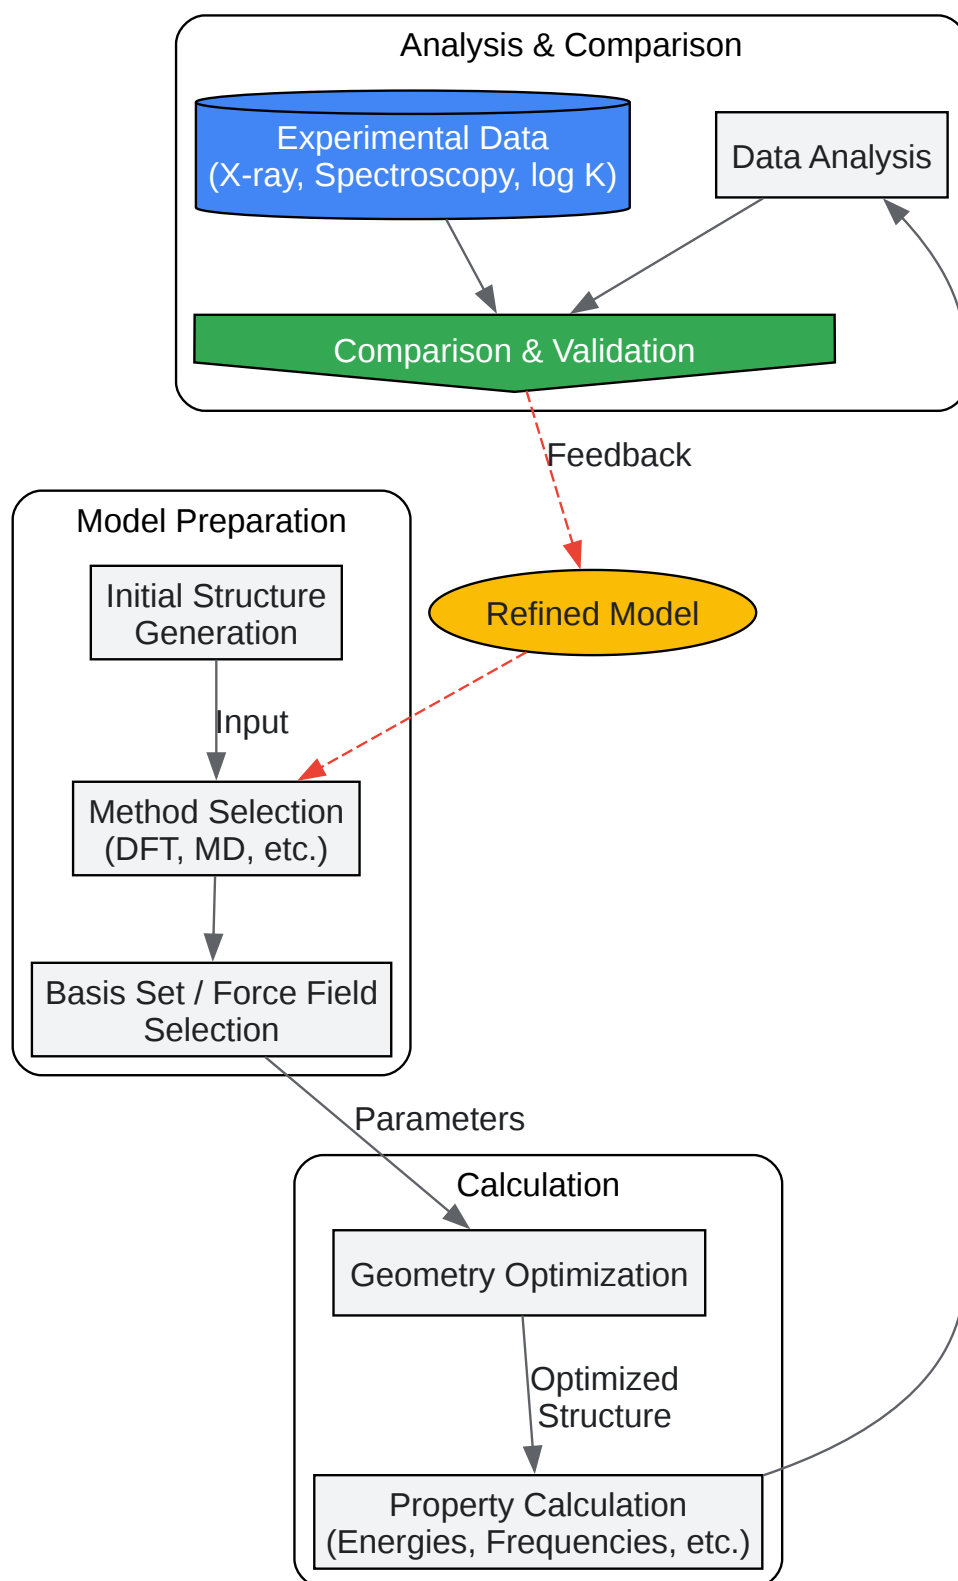 Analysis & Comparison
Experimental Data
(X-ray, Spectroscopy, log K)
Data Analysis
Comparison & Validation
Feedback
Model Preparation
Initial Structure
Generation
Refined Model
Input
Method Selection
(DFT, MD, etc.)
Basis Set / Force Field
Selection
Parameters
Calculation
Geometry Optimization
Optimized
Structure
Property Calculation
(Energies, Frequencies, etc.)